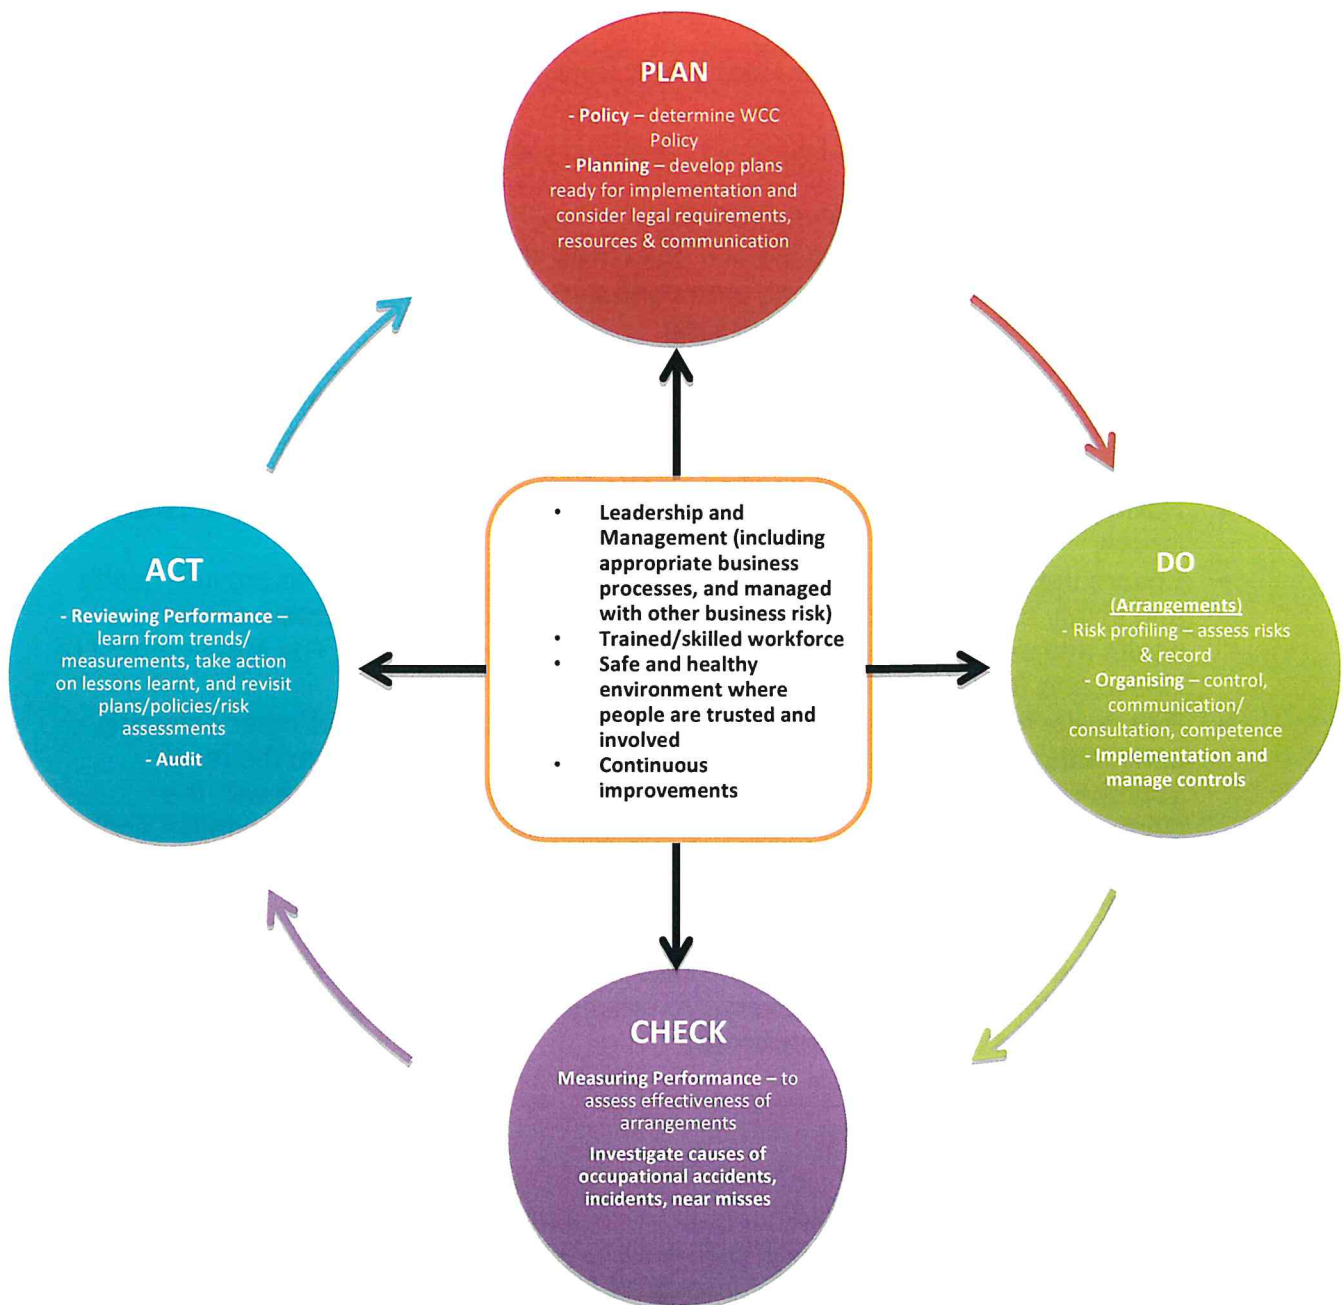 PLAN
- Policy – determine WCC
Policy
- Planning – develop plans
ready for implementation and
consider legal requirements,
resources & communication
DO
(Arrangements)
- Risk profiling – assess risks
& record
- Organising – control,
communication/
consultation, competence
- Implementation and
manage controls
CHECK
Measuring Performance – to
assess effectiveness of
arrangements
Investigate causes of
occupational accidents,
incidents, near misses
ACT
- Reviewing Performance –
learn from trends/
measurements, take action
on lessons learnt, and revisit
plans/policies/risk
assessments
- Audit
• Leadership and
Management (including
appropriate business
processes, and managed
with other business risk)
• Trained/skilled workforce
• Safe and healthy
environment where
people are trusted and
involved
• Continuous
improvements